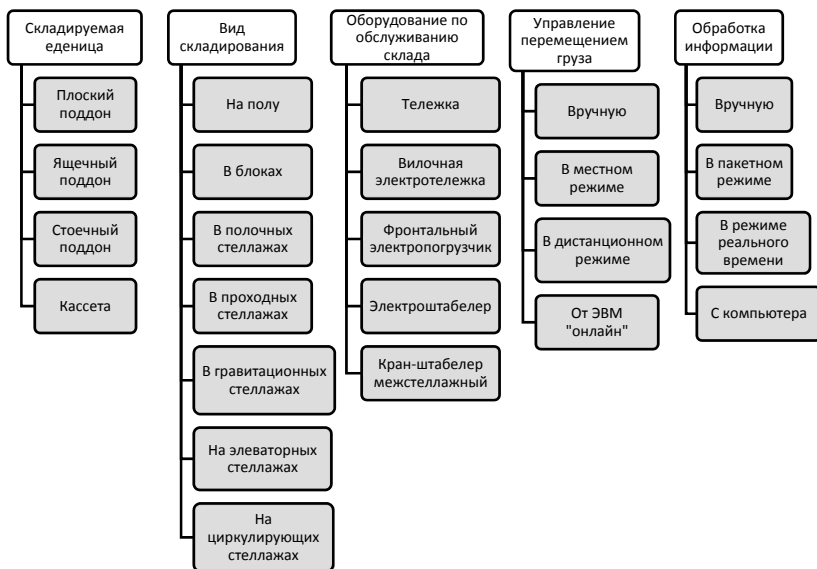 Складируемая
еденица
Плоский
поддон
Ящечный
поддон
Стоечный
поддон
Кассета
Вид
складирования
На полу
В блоках
В полочных
стеллажах
В проходных
стеллажах
В гравитационных
стеллажах
На элеваторных
стеллажах
На
циркулирующих
стеллажах
Оборудование по
обслуживанию
склада
Тележка
Вилочная
электротележка
Фронтальный
электропогрузчик
Электроштабелер
Кран-штабелер
межстеллажный
Управление
перемещением
груза
Вручную
В местном
режиме
В дистанционном
режиме
От ЭВМ
"онлайн"
Обработка
информации
Вручную
В пакетном
режиме
В режиме
реального
времени
С компьютера